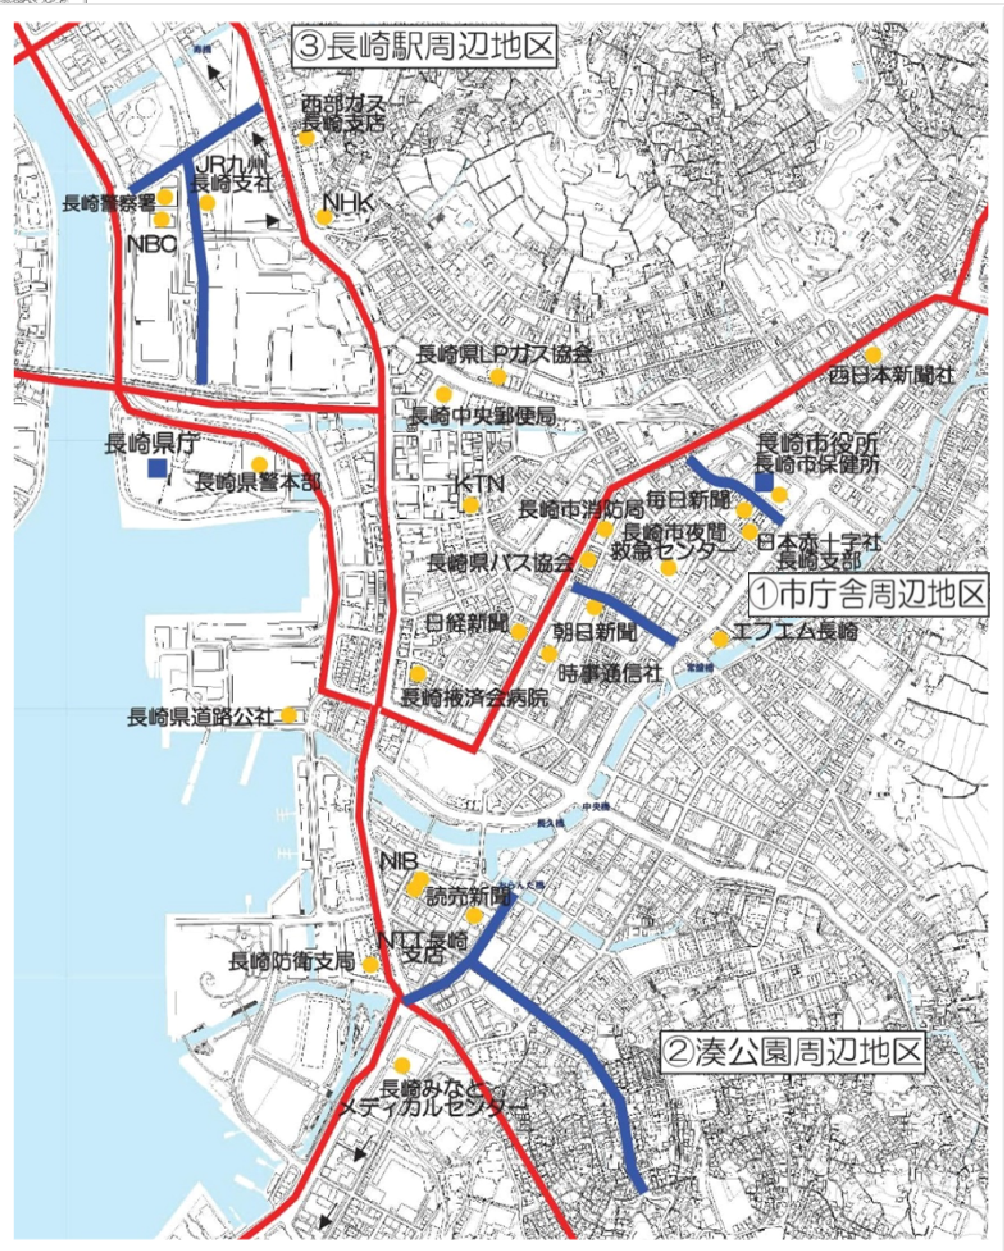 ③長崎駅周辺地区
西部ガス
長崎支店
JR九州
長崎支社
長崎警察署
NHK
NBC
長崎県LPガス協会
西日本新聞社
長崎中央郵便局
長崎県庁
長崎市役所
長崎市保健所
長崎県警本部
KTN
毎日新聞
長崎市消防局
長崎市夜間
救急センター
日本赤十字社
長崎支部
長崎県バス協会
①市庁舎周辺地区
日経新聞
朝日新聞
エフエム長崎
時事通信社
常盤橋
長崎掖済会病院
長崎県道路公社
中央橋
長久橋
NIB
読売新聞
NTT長崎
支店
長崎防衛支局
②湊公園周辺地区
長崎みなと
メディカルセンター